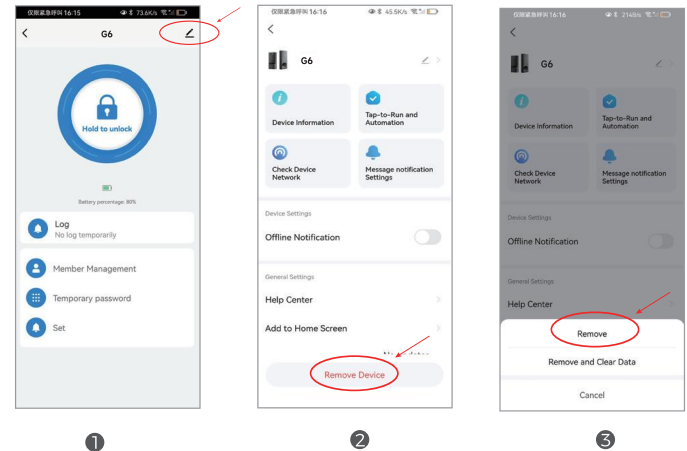 仅限紧急呼叫 16:15
73.6K/s
G6
Hold to unlock
Battery percentage: 80%
Log
No log temporarily
Member Management
Temporary password
Set
1
仅限紧急呼叫 16:16
45.5K/s
G6
Device Information
Tap-to-Run and
Automation
Check Device
Network
Message notification
Settings
Device Settings
Offline Notification
General Settings
Help Center
Add to Home Screen
Remove Device
2
仅限紧急呼叫 16:16
214B/s
G6
Device Information
Tap-to-Run and
Automation
Check Device
Network
Message notification
Settings
Device Settings
Offline Notification
General Settings
Help Center
Remove
Remove and Clear Data
Cancel
3